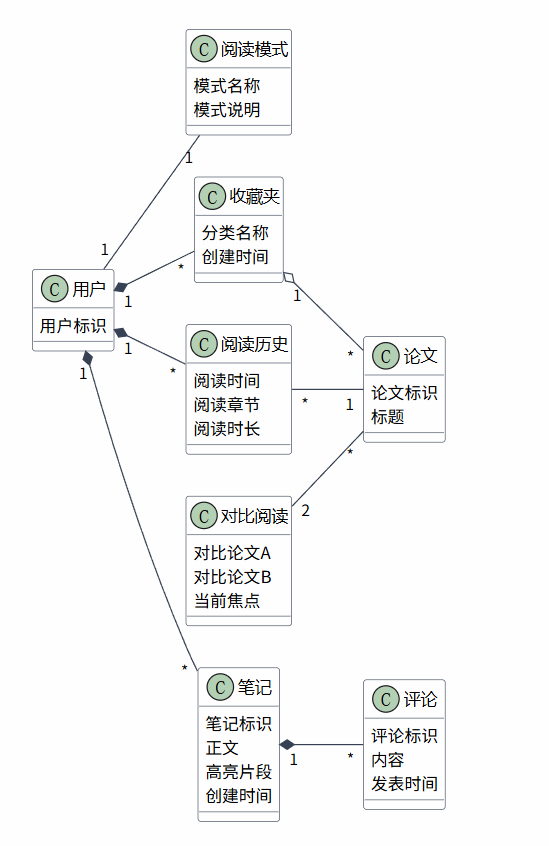 C 阅读模式
模式名称
模式说明
1
1
C 收藏夹
分类名称
创建时间
*
1
1
C 用户
用户标识
1
*
1
C 阅读历史
阅读时间
阅读章节
阅读时长
*
1
*
C 论文
论文标识
标题
*
2
C 对比阅读
对比论文A
对比论文B
当前焦点
*
C 笔记
笔记标识
正文
高亮片段
创建时间
1
*
C 评论
评论标识
内容
发表时间